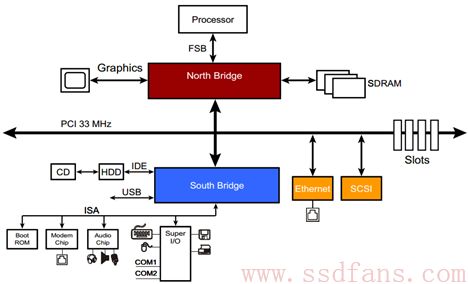 Processor
FSB
Graphics
North Bridge
SDRAM
PCI 33 MHz
Slots
CD
HDD
IDE
South Bridge
Ethernet
SCSI
USB
ISA
Boot
ROM
Modem
Chip
Audio
Chip
Super
I/O
COM1
COM2
www.ssdfans.com